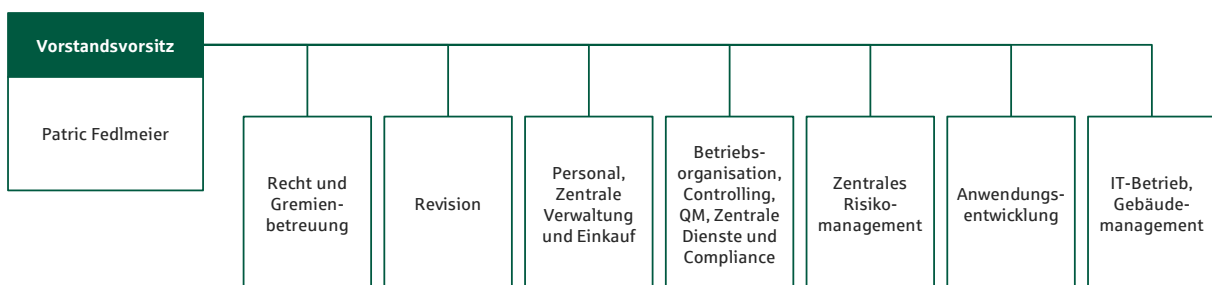 Vorstandsvorsitz
Patric Fedlmeier
Recht und
Gremien-
betreuung
Revision
Personal,
Zentrale
Verwaltung
und Einkauf
Betriebs-
organisation,
Controlling,
QM, Zentrale
Dienste und
Compliance
Zentrales
Risiko-
management
Anwendungs-
entwicklung
IT-Betrieb,
Gebäude-
management